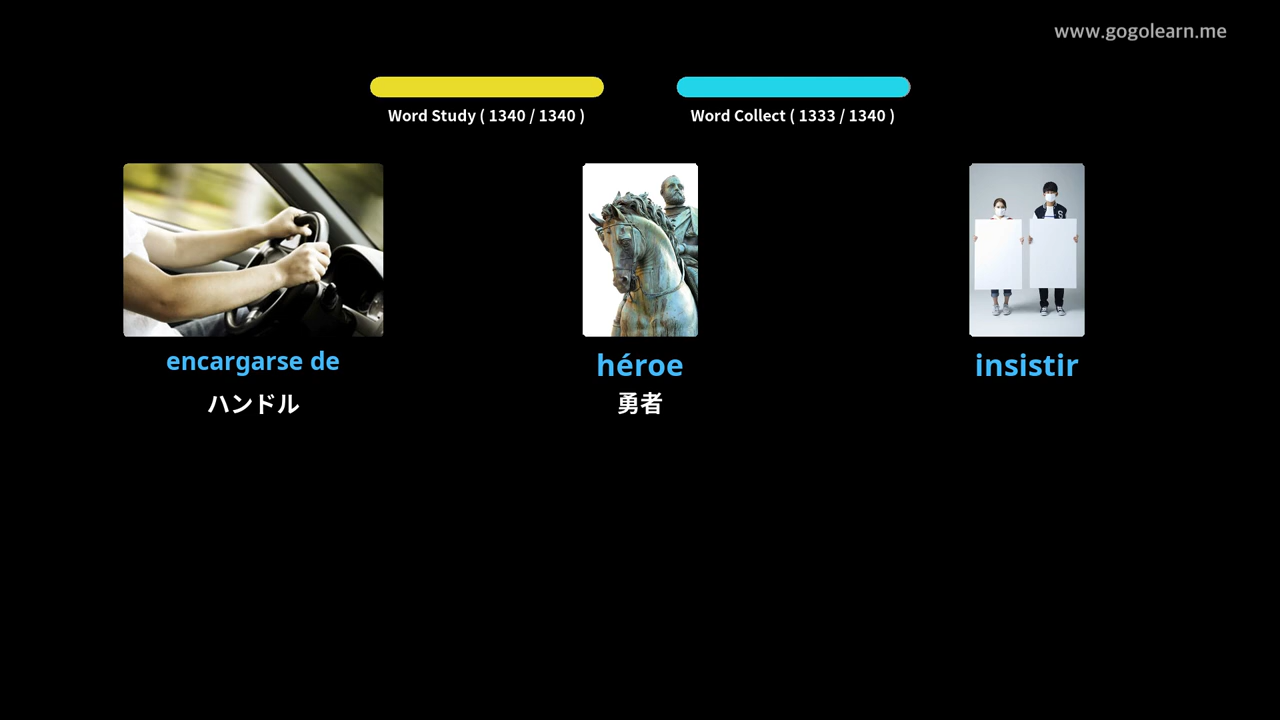 www.gogolearn.me
Word Study ( 1340 / 1340 )
Word Collect ( 1333 / 1340 )
encargarse de
ハンドル
héroe
勇者
insistir